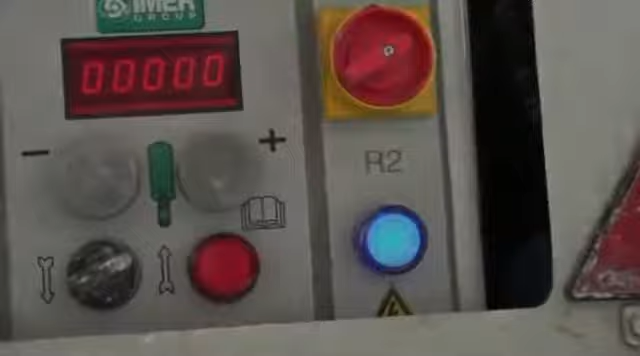 IMER
GROUP
00000
- +
R2